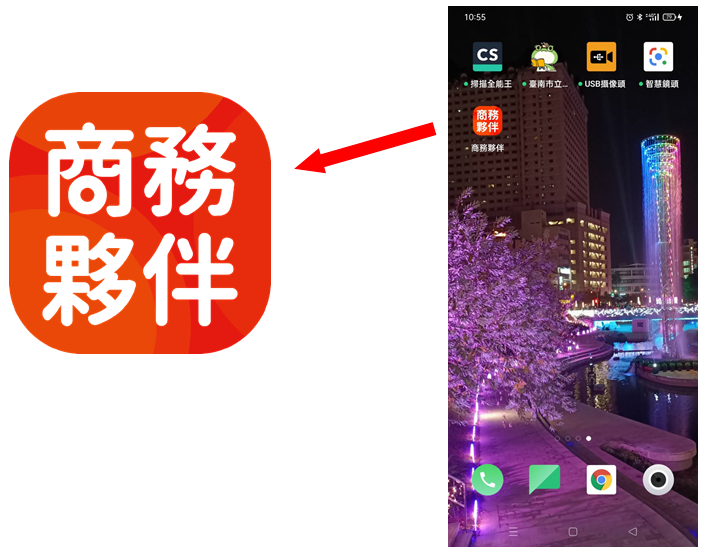 商務
夥伴
10:55
CS
掃描全能王
臺南市立...
USB攝像頭
智慧鏡頭
商務
夥伴
商務夥伴